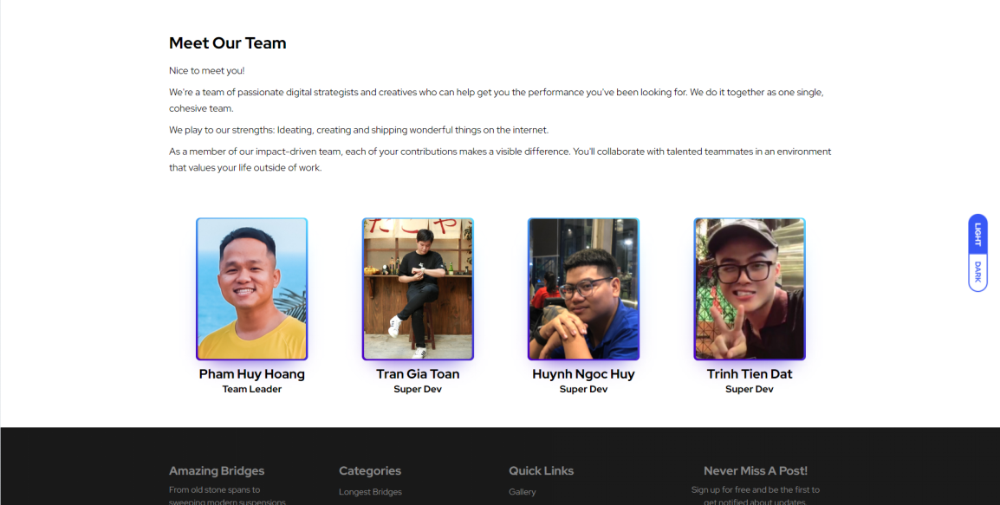 Meet Our Team
Nice to meet you!
We're a team of passionate digital strategists and creatives who can help get you the performance you've been looking for. We do it together as one single,
cohesive team.
We play to our strengths: Ideating, creating and shipping wonderful things on the internet.
As a member of our impact-driven team, each of your contributions makes a visible difference. You'll collaborate with talented teammates in an environment
that values your life outside of work.
LIGHT
DARK
たこや
Pham Huy Hoang
Team Leader
Tran Gia Toan
Super Dev
Huynh Ngoc Huy
Super Dev
Trinh Tien Dat
Super Dev
Amazing Bridges
From old stone spans to
sweeping modern suspensions
Categories
Longest Bridges
Quick Links
Gallery
Never Miss A Post!
Sign up for free and be the first to
get notified about updates.